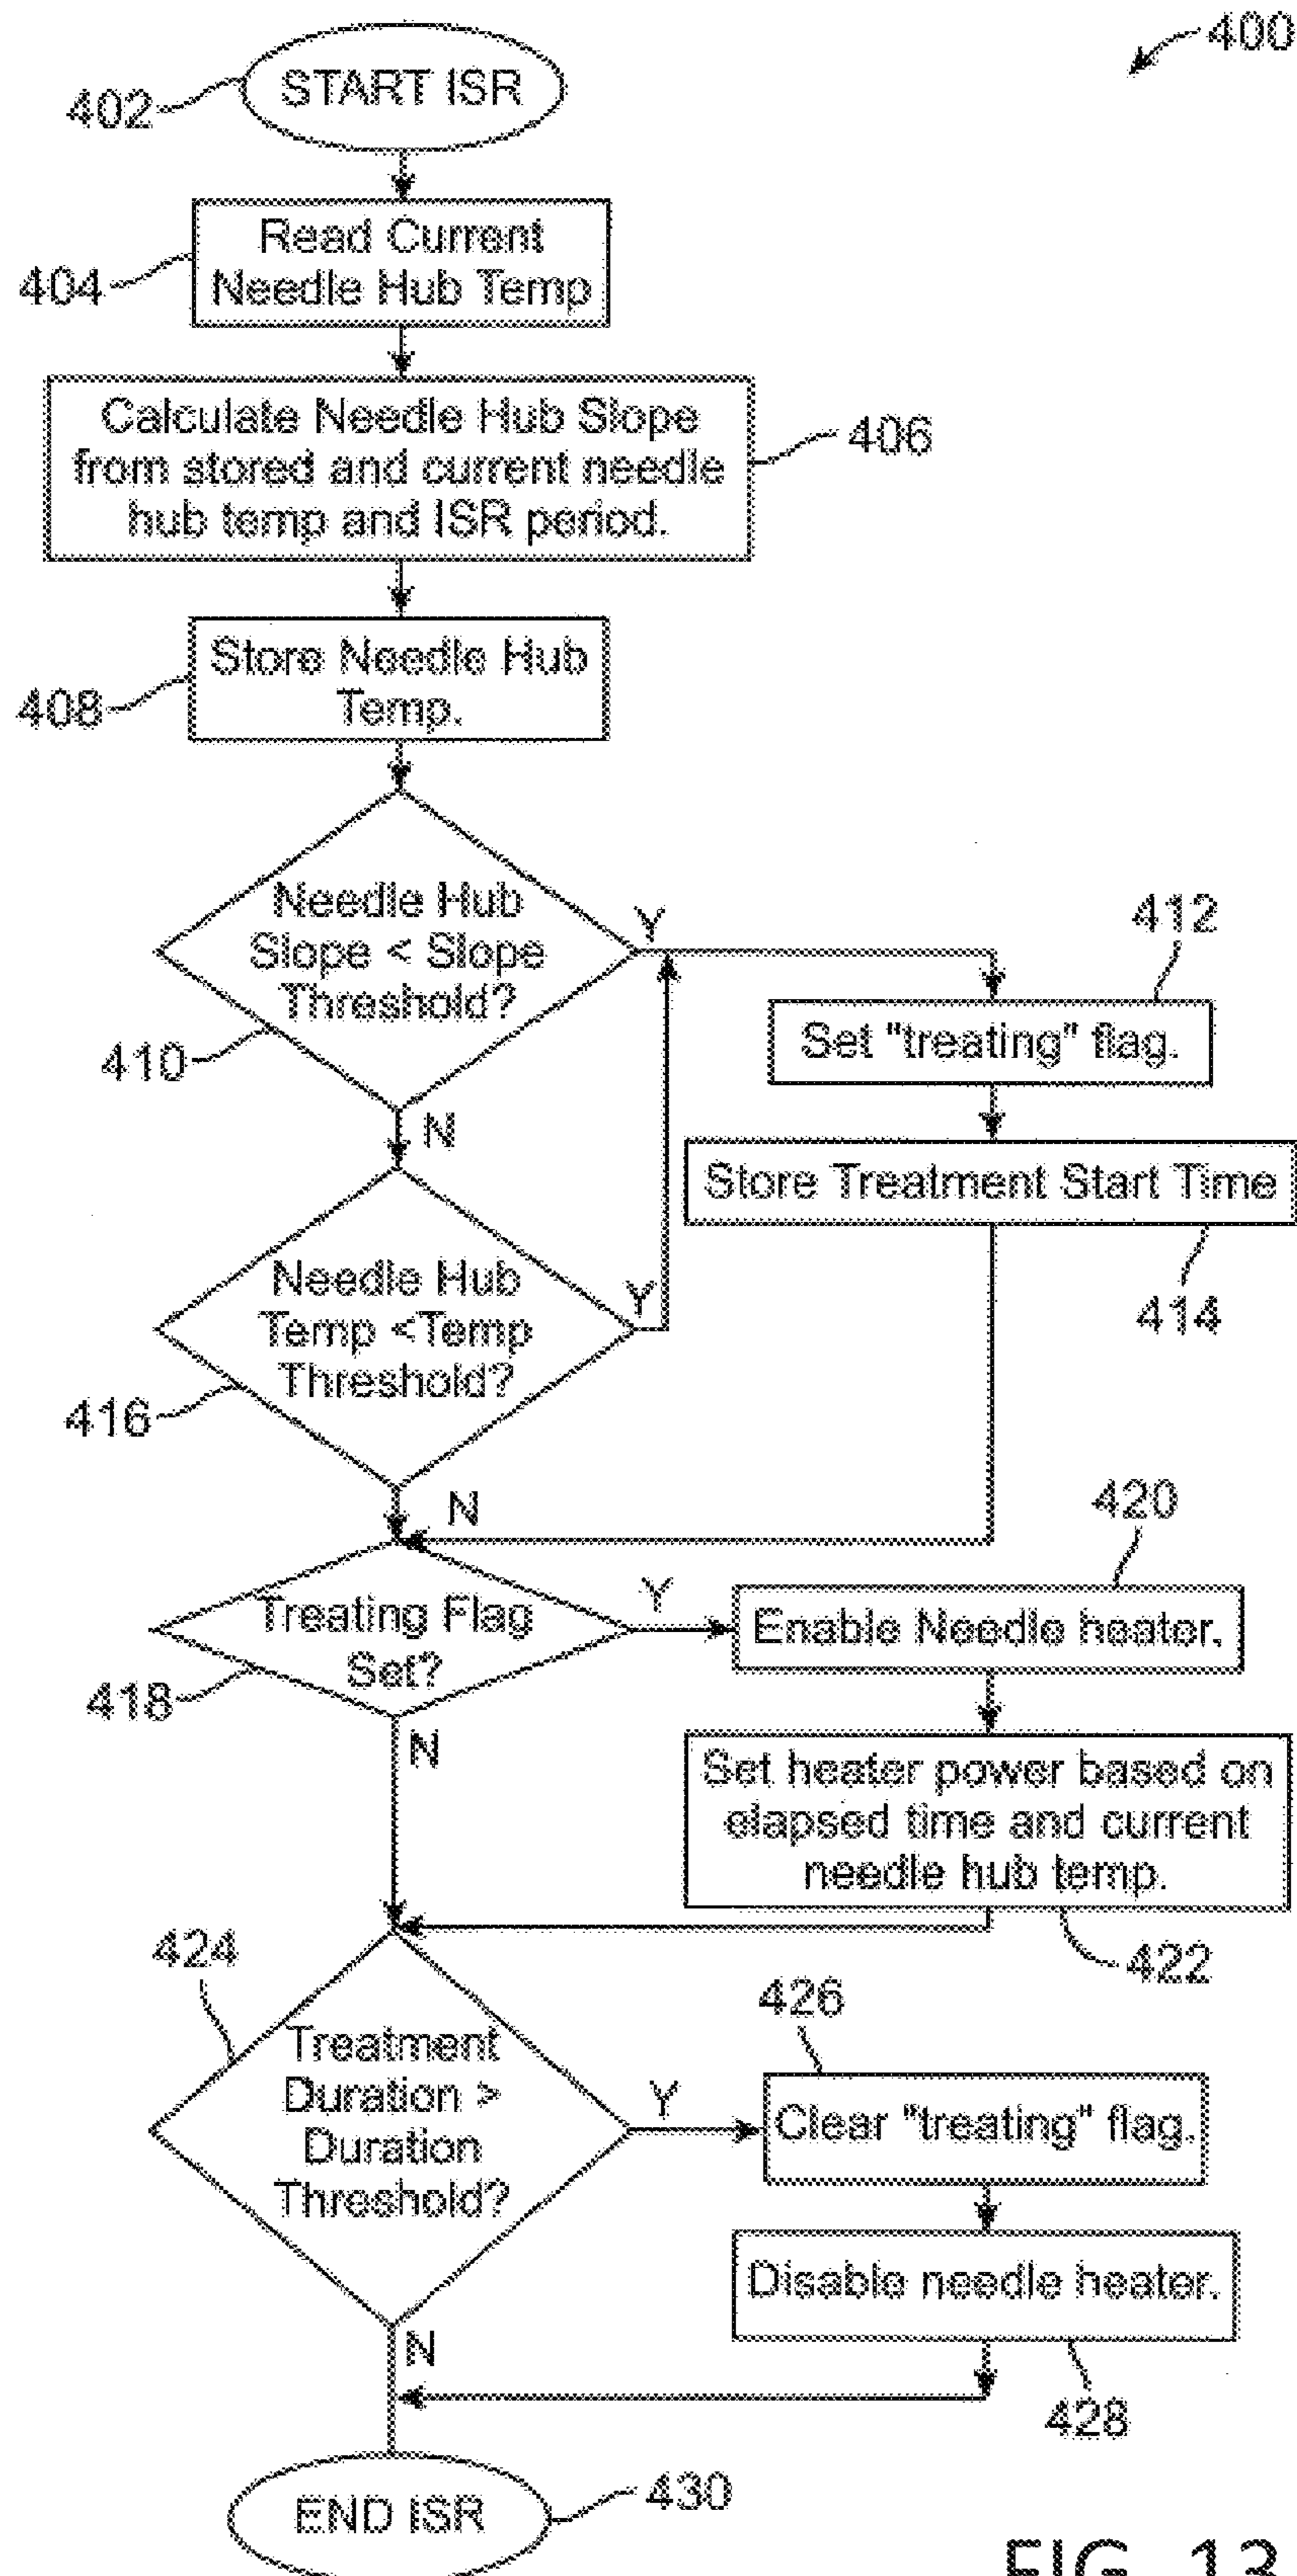 400
START ISR
402
Read Current
Needle Hub Temp
404
Calculate Needle Hub Slope
from stored and current needle
hub temp and ISR period.
406
Store Needle Hub
Temp.
408
Needle Hub
Slope < Slope
Threshold?
Y
410
N
412
Set "treating" flag.
Store Treatment Start Time
414
Needle Hub
Temp <Temp
Threshold?
Y
416
N
Treating Flag
Set?
Y
418
N
420
Enable Needle heater.
Set heater power based on
elapsed time and current
needle hub temp.
422
424
Treatment
Duration >
Duration
Threshold?
Y
N
426
Clear "treating" flag.
Disable needle heater.
428
END ISR
430
FIG. 13